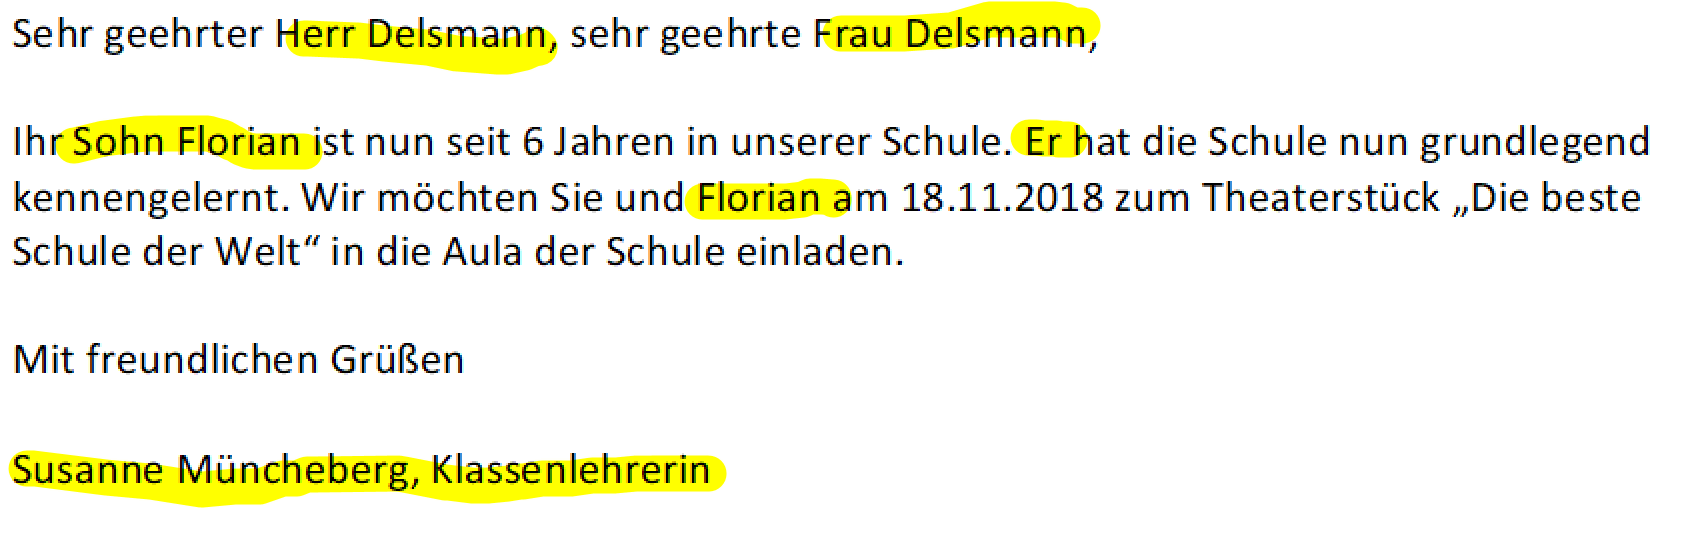 Sehr geehrter Herr Delsmann, sehr geehrte Frau Delsmann,
Ihr Sohn Florian ist nun seit 6 Jahren in unserer Schule. Er hat die Schule nun grundlegend
kennengelernt. Wir möchten Sie und Florian am 18.11.2018 zum Theaterstück „Die beste
Schule der Welt“ in die Aula der Schule einladen.
Mit freundlichen Grüßen
Susanne Müncheberg, Klassenlehrerin